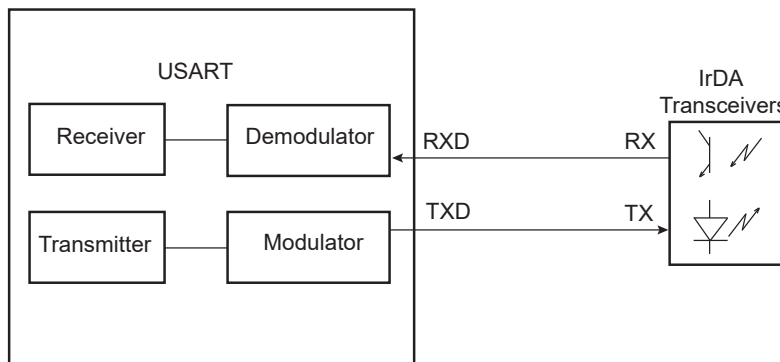 USART
IrDA
Transceivers
Receiver
Demodulator
RXD
RX
Transmitter
Modulator
TXD
TX